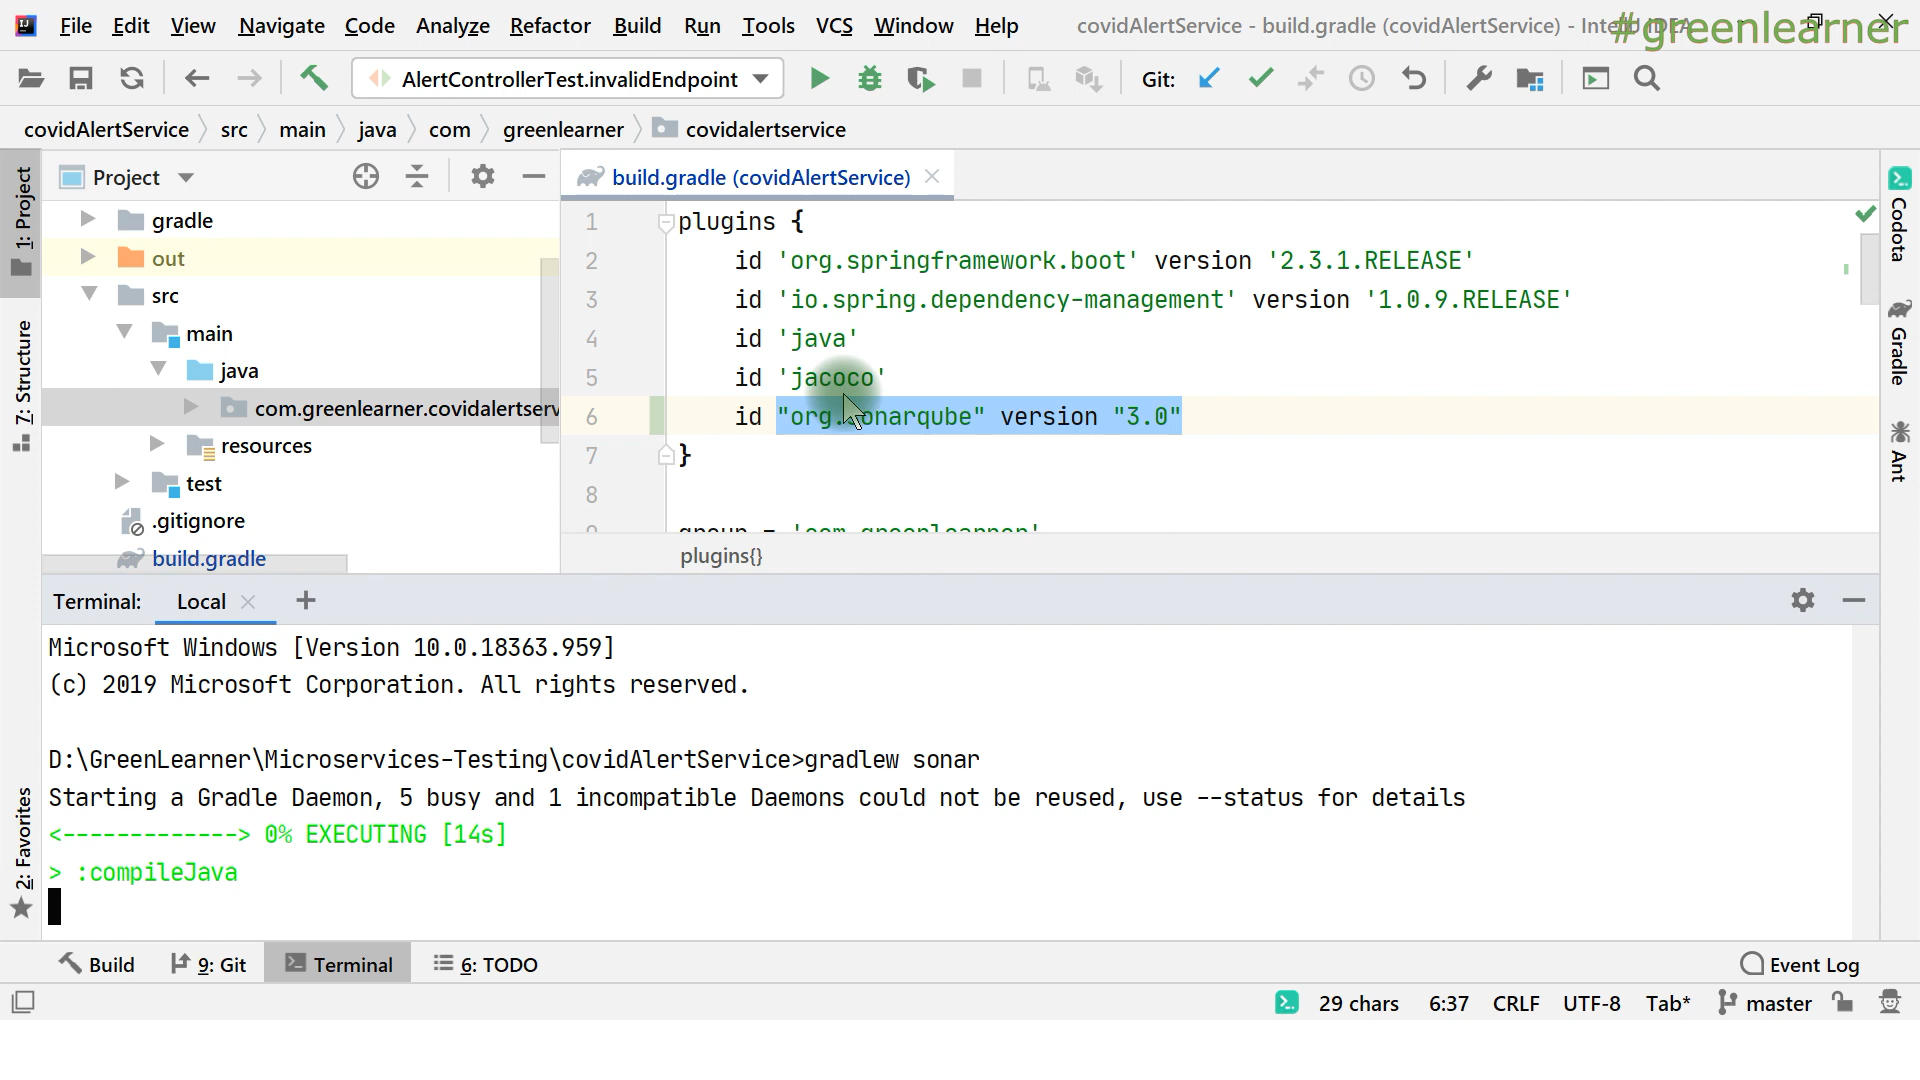 File Edit View Navigate Code Analyze Refactor Build Run Tools VCS Window Help covidAlertService - build.gradle (covidAlertService) -
#greenlearner
AlertControllerTest.invalidEndpoint Git:
covidAlertService src main java com greenlearner covidalertservice
Project
build.gradle (covidAlertService)
1: Project
7: Structure
2: Favorites
gradle
out
src
main
java
com.greenlearner.covidalertserv
resources
test
.gitignore
build.gradle
1 plugins {
2 id 'org.springframework.boot' version '2.3.1.RELEASE'
3 id 'io.spring.dependency-management' version '1.0.9.RELEASE'
4 id 'java'
5 id 'jacoco'
6 id "org.sonarqube" version "3.0"
7 }
8
9 group = 'com.greenlearner'
plugins{}
Codota
Gradle
Ant
Terminal: Local
Microsoft Windows [Version 10.0.18363.959]
(c) 2019 Microsoft Corporation. All rights reserved.
D:\GreenLearner\Microservices-Testing\covidAlertService>gradlew sonar
Starting a Gradle Daemon, 5 busy and 1 incompatible Daemons could not be reused, use --status for details
<-------------> 0% EXECUTING [14s]
> :compileJava
Build 9: Git Terminal 6: TODO Event Log
29 chars 6:37 CRLF UTF-8 Tab* master